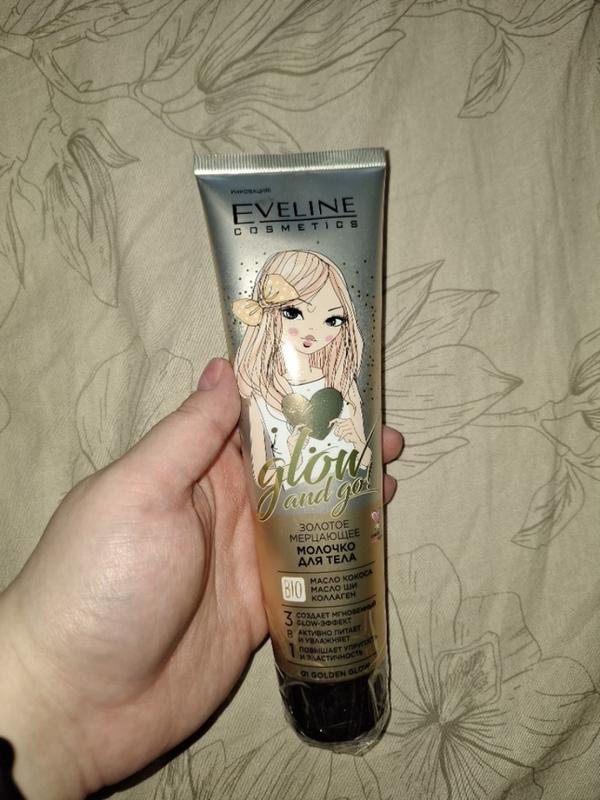 ИННОВАЦИЯ!
EVELINE
COSMETICS
glow
and go!
ЗОЛОТОЕ
МЕРЦАЮЩЕЕ
МОЛОЧКО
ДЛЯ ТЕЛА
BIO
МАСЛО КОКОСА
МАСЛО ШИ
КОЛЛАГЕН
3
В
1
СОЗДАЕТ МГНОВЕННЫЙ
GLOW-ЭФФЕКТ
АКТИВНО ПИТАЕТ
И УВЛАЖНЯЕТ
ПОВЫШАЕТ УПРУГОСТЬ
И ЭЛАСТИЧНОСТЬ
01 GOLDEN GLOW